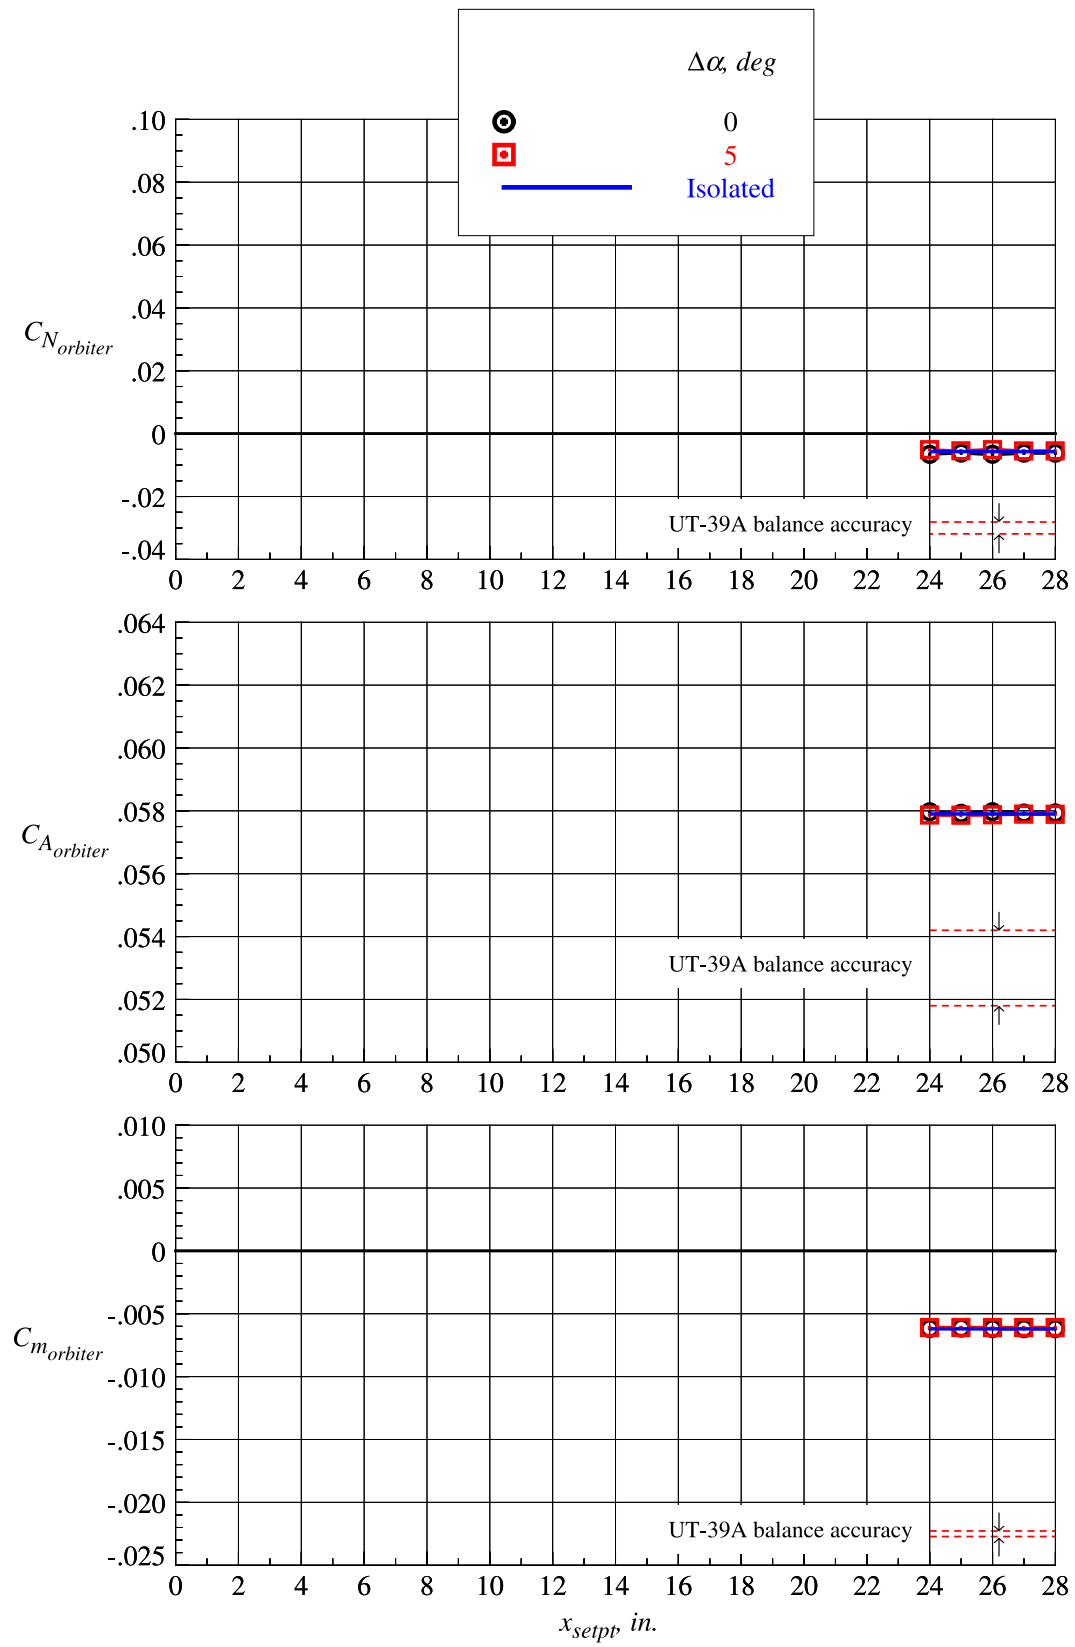 Δα, deg
0
5
Isolated
.10
.08
.06
.04
.02
0
-.02
-.04
C_N_orbiter
UT-39A balance accuracy
0 2 4 6 8 10 12 14 16 18 20 22 24 26 28
.064
.062
.060
.058
.056
.054
.052
.050
C_A_orbiter
UT-39A balance accuracy
0 2 4 6 8 10 12 14 16 18 20 22 24 26 28
.010
.005
0
-.005
-.010
-.015
-.020
-.025
C_m_orbiter
UT-39A balance accuracy
0 2 4 6 8 10 12 14 16 18 20 22 24 26 28
x_setpt, in.